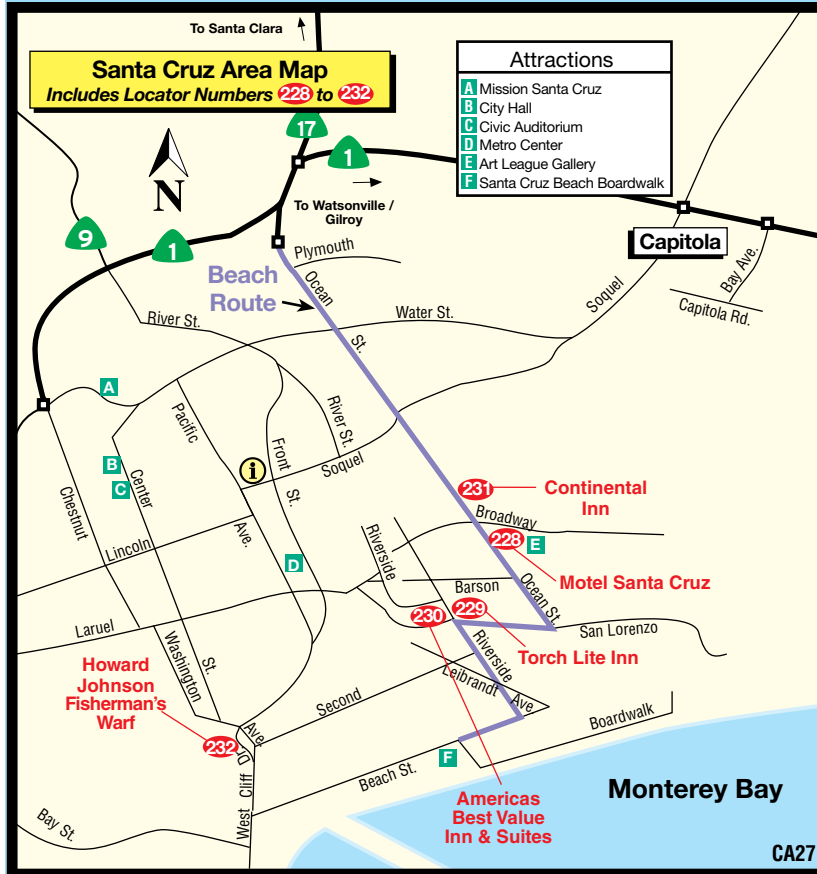 To Santa Clara
Santa Cruz Area Map
Includes Locator Numbers 228 to 232
Attractions
A Mission Santa Cruz
B City Hall
C Civic Auditorium
D Metro Center
E Art League Gallery
F Santa Cruz Beach Boardwalk
17
1
N
To Watsonville /
Gilroy
9
1
Capitola
Plymouth
Beach
Route
Ocean
St.
Bay Ave.
Capitola Rd.
Soquel
Water St.
River St.
A
Pacific
Ave.
River St.
Front
St.
Soquel
i
B
C
Center
St.
Chestnut
Lincoln
231
Continental
Inn
Broadway
228
E
Motel Santa Cruz
D
Riverside
Barson
Ocean St.
230
229
San Lorenzo
Laruel
Torch Lite Inn
Washington
Riverside
Ave
Leibrandt
Howard
Johnson
Fisherman's
Warf
Second
Boardwalk
Ave.
232
Dr.
F
Beach St.
West Cliff
Monterey Bay
Americas
Best Value
Inn & Suites
Bay St.
CA27